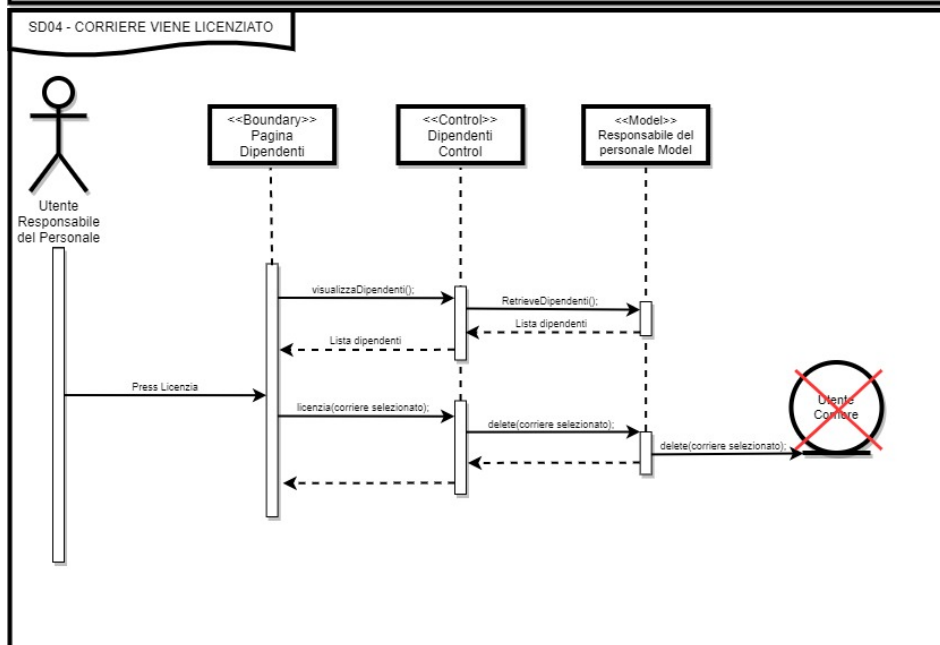 SD04 - CORRIERE VIENE LICENZIATO
<<Boundary>>
Pagina
Dipendenti
<<Control>>
Dipendenti
Control
<<Model>>
Responsabile del
personale Model
Utente
Responsabile
del Personale
visualizzaDipendenti();
RetrieveDipendenti();
Lista dipendenti
Lista dipendenti
Press Licenzia
licenzia(corriere selezionato);
delete(corriere selezionato);
delete(corriere selezionato);
Utente
Corriere